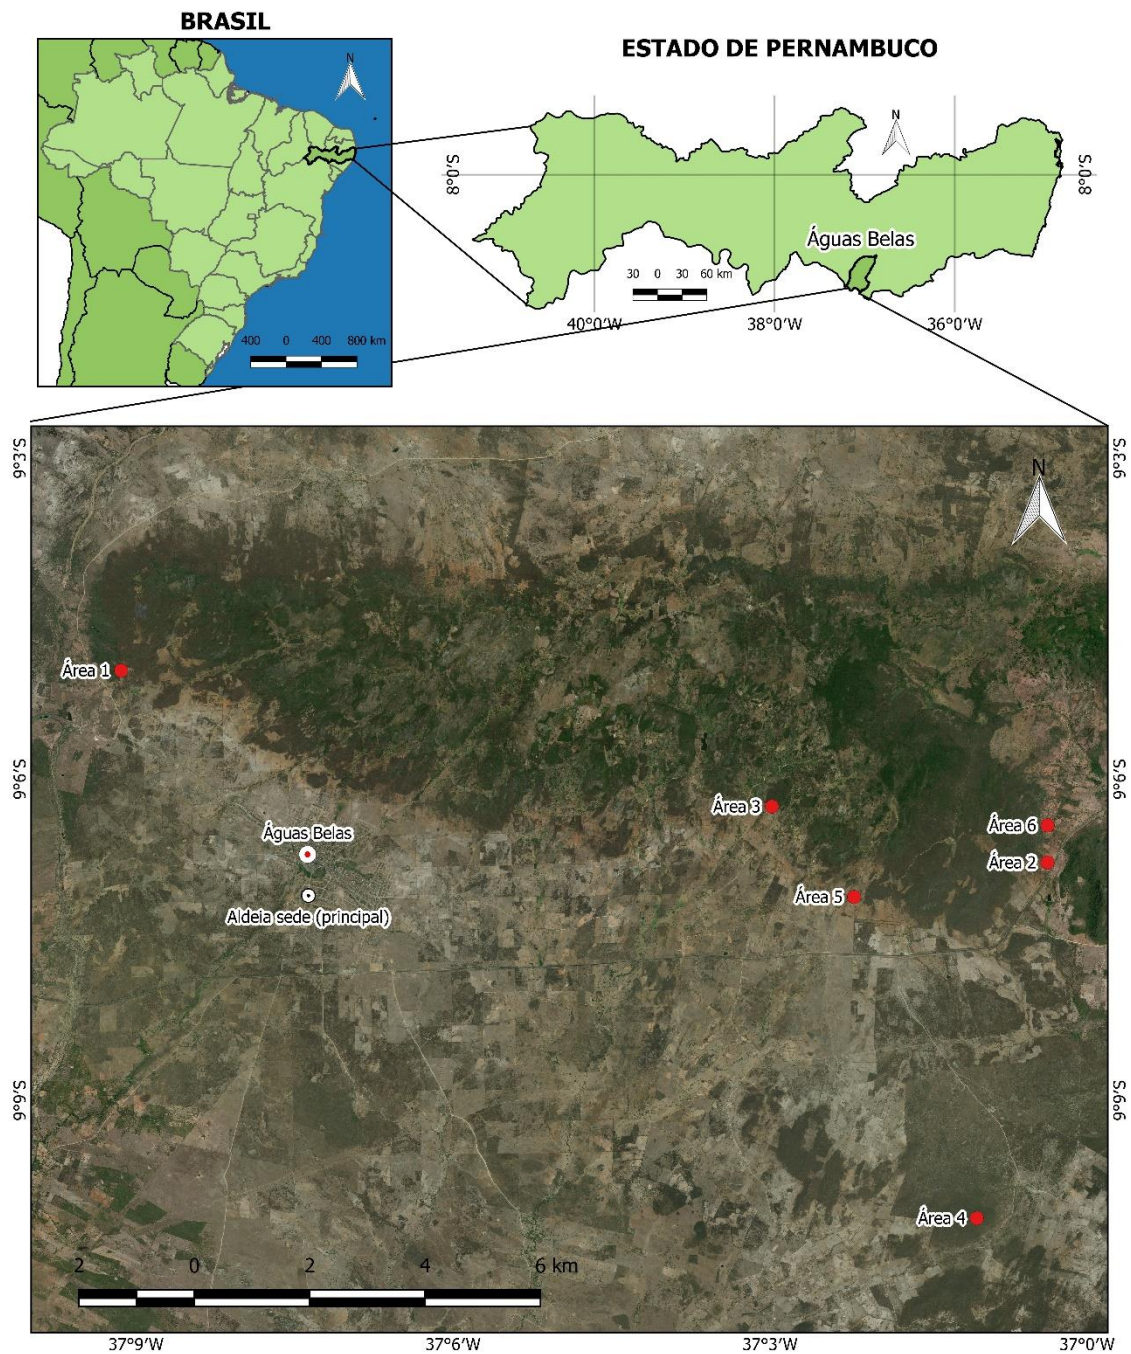 BRASIL
N
400 0 400 800 km
ESTADO DE PERNAMBUCO
N
8°0'S
8°0'S
Águas Belas
30 0 30 60 km
40°0'W 38°0'W 36°0'W
9°3'S
9°3'S
N
Área 1
9°6'S
9°6'S
Área 3
Área 6
Águas Belas
Área 2
Área 5
Aldeia sede (principal)
9°9'S
9°9'S
Área 4
2 0 2 4 6 km
37°9'W 37°6'W 37°3'W 37°0'W